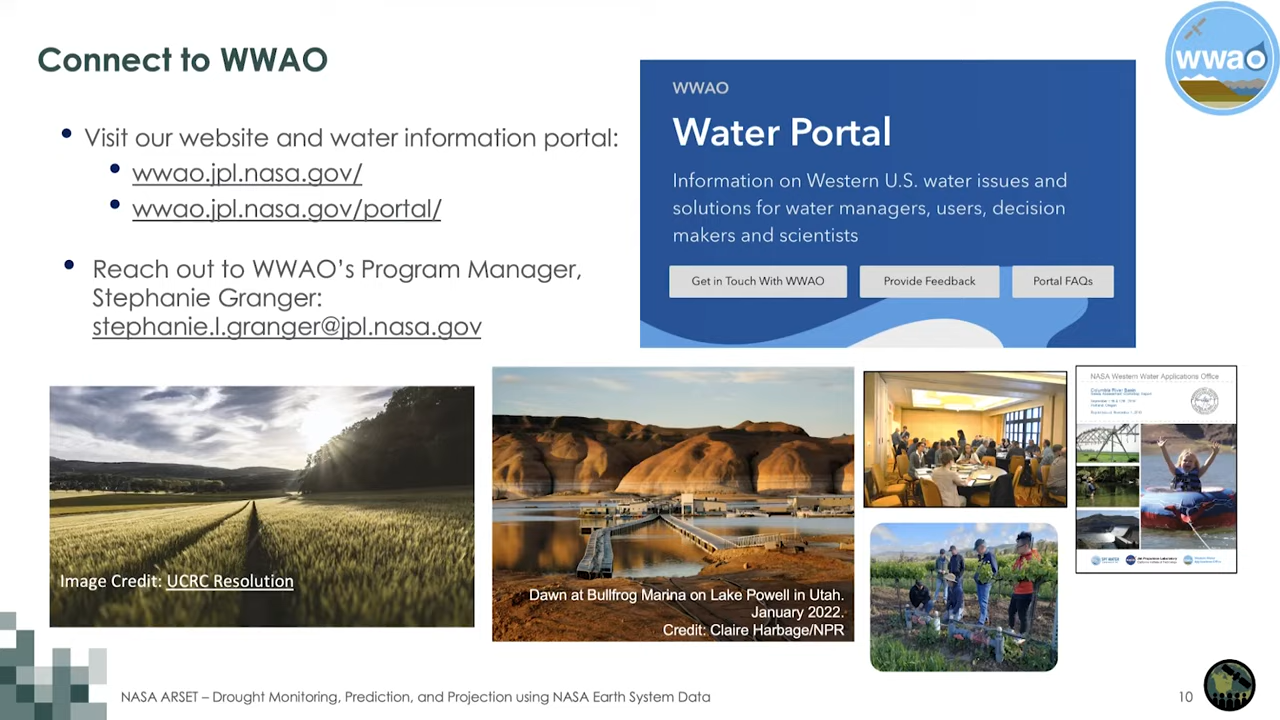 Connect to WWAO
wwao
• Visit our website and water information portal:
• wwao.jpl.nasa.gov/
• wwao.jpl.nasa.gov/portal/
• Reach out to WWAO’s Program Manager,
Stephanie Granger:
stephanie.l.granger@jpl.nasa.gov
WWAO
Water Portal
Information on Western U.S. water issues and
solutions for water managers, users, decision
makers and scientists
Get in Touch With WWAO
Provide Feedback
Portal FAQs
Image Credit: UCRC Resolution
Dawn at Bullfrog Marina on Lake Powell in Utah.
January 2022.
Credit: Claire Harbage/NPR
NASA Western Water Applications Office
Columbia River Basin
NASA ARSET – Drought Monitoring, Prediction, and Projection using NASA Earth System Data
10